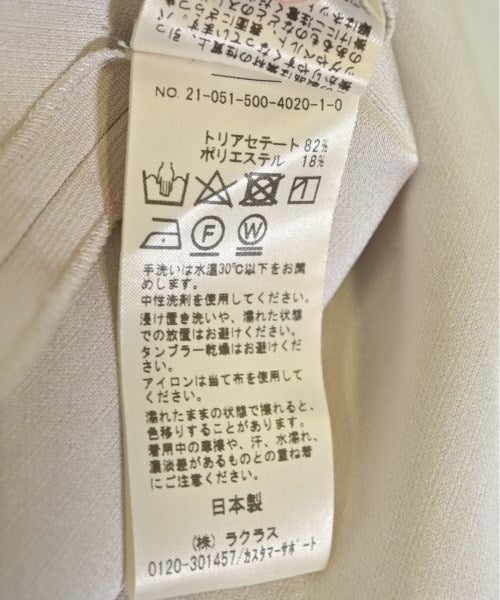 NO. 21-051-500-4020-1-0
トリアセテート 82%
ポリエステル 18%
F W
手洗いは水温30℃以下をお薦
めします。
中性洗剤を使用してください。
浸け置き洗いや、濡れた状態
での放置はお避けください。
タンブラー乾燥はお避けくだ
さい。
アイロンは当て布を使用して
ください。
濡れたままの状態で擦れると、
色移りすることがあります。
着用中の摩擦や、汗、水濡れ、
濃淡差があるものとの重ね着
にご注意ください。
日本製
(株) ラクラス
0120-301457/カスタマーサポート